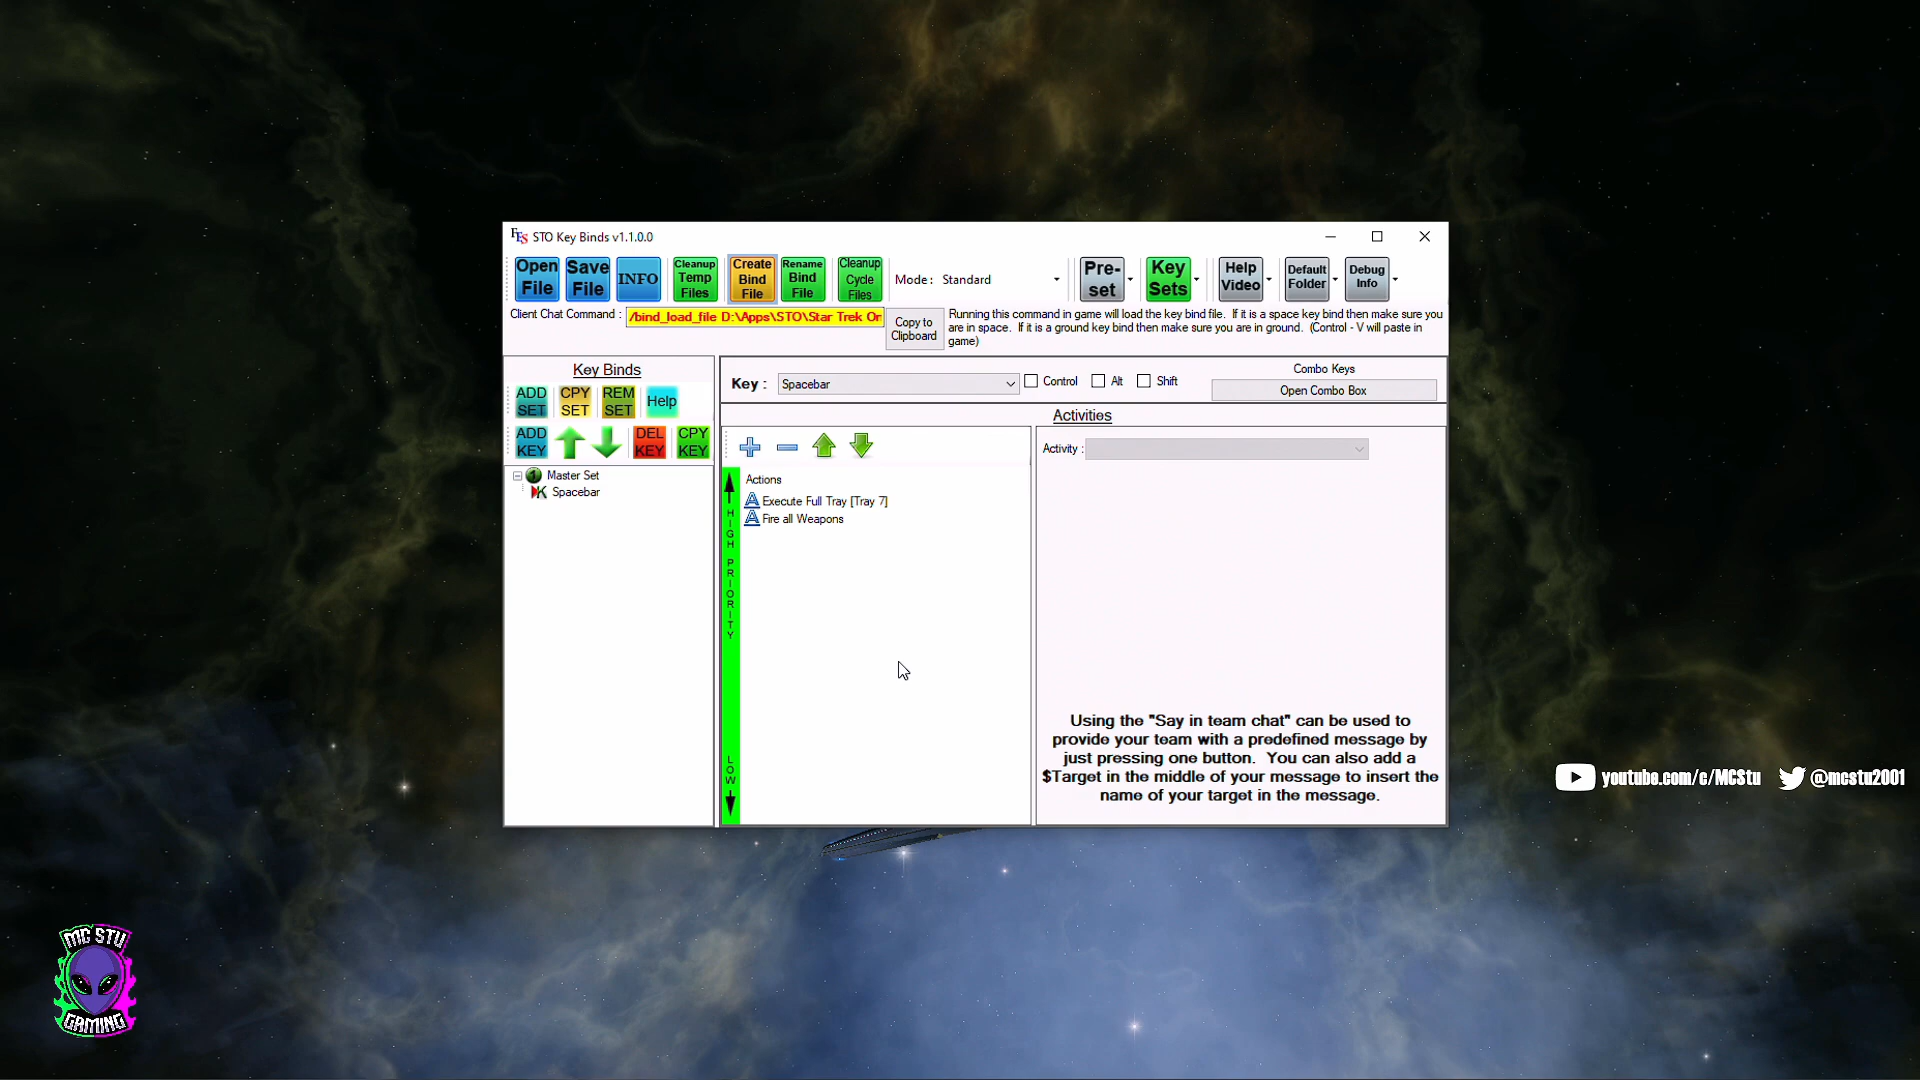 FES STO Key Binds v1.1.0.0
Open File
Save File
INFO
Cleanup Temp Files
Create Bind File
Rename Bind File
Cleanup Cycle Files
Mode : Standard
Pre-set
Key Sets
Help Video
Default Folder
Debug Info
Client Chat Command :
/bind_load_file D:\Apps\STO\Star Trek Or
Copy to Clipboard
Running this command in game will load the key bind file. If it is a space key bind then make sure you
are in space. If it is a ground key bind then make sure you are in ground. (Control - V will paste in
game)
Key Binds
ADD SET
CPY SET
REM SET
Help
ADD KEY
DEL KEY
CPY KEY
Master Set
Spacebar
Key : Spacebar
Control
Alt
Shift
Combo Keys
Open Combo Box
Activities
Actions
Execute Full Tray [Tray 7]
Fire all Weapons
HIGH PRIORITY LOW
Activity :
Using the "Say in team chat" can be used to
provide your team with a predefined message by
just pressing one button. You can also add a
$Target in the middle of your message to insert the
name of your target in the message.
youtube.com/c/MCStu
@mcstu2001
MC STU
GAMING